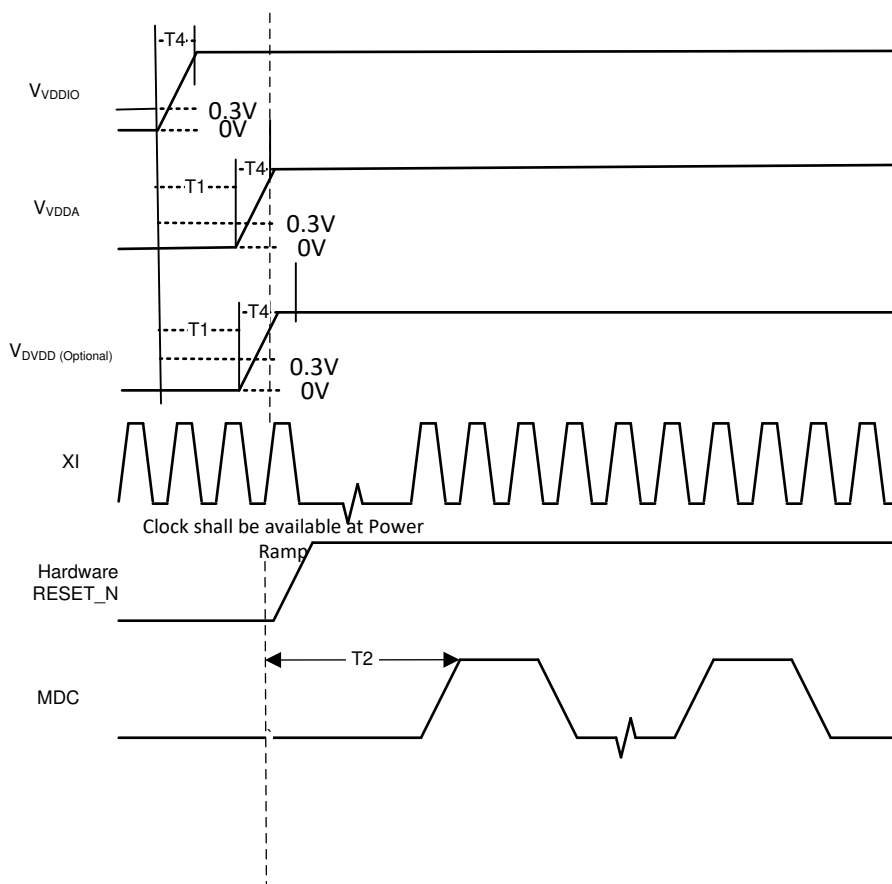 T4
VVDDIO
0.3V
0V
T4
T1
VVDDA
0.3V
0V
T4
T1
VDVDD (Optional)
0.3V
0V
XI
Clock shall be available at Power
Ramp
Hardware
RESET_N
T2
MDC